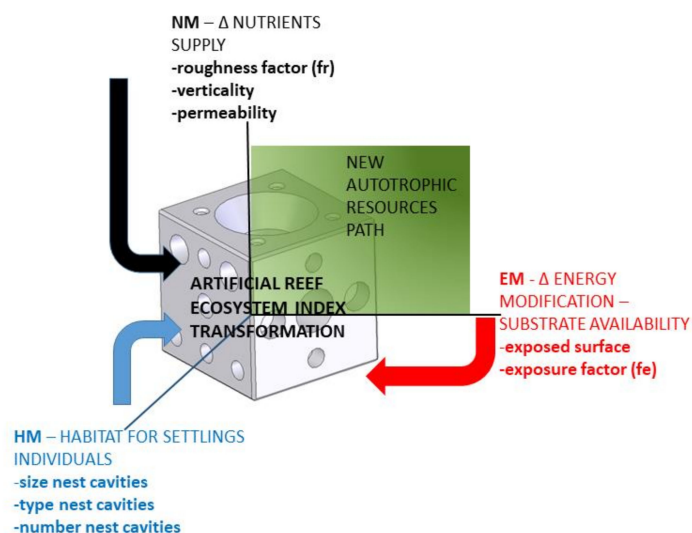 NM – Δ NUTRIENTS
SUPPLY
-roughness factor (fr)
-verticality
-permeability
NEW
AUTOTROPHIC
RESOURCES
PATH
ARTIFICIAL REEF
ECOSYSTEM INDEX
TRANSFORMATION
EM - Δ ENERGY
MODIFICATION –
SUBSTRATE AVAILABILITY
-exposed surface
-exposure factor (fe)
HM – HABITAT FOR SETTLINGS
INDIVIDUALS
-size nest cavities
-type nest cavities
-number nest cavities